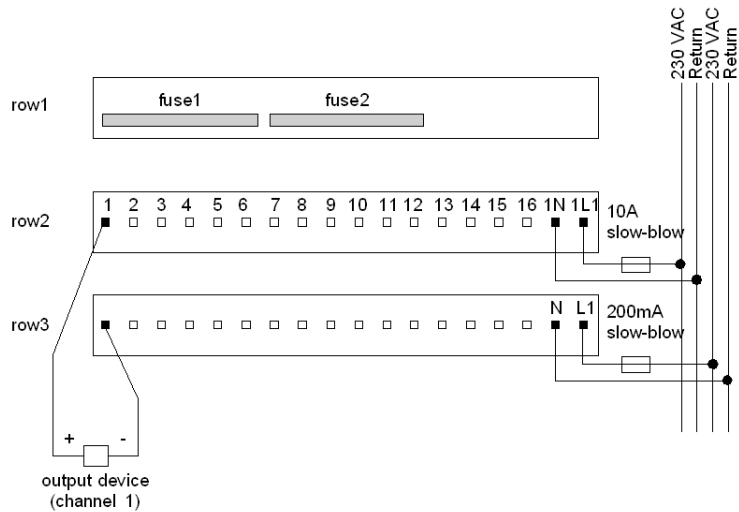 230 VAC
Return
230 VAC
Return
row1
fuse1
fuse2
row2
1 2 3 4 5 6 7 8 9 10 11 12 13 14 15 16 1N 1L1
10A
slow-blow
row3
N L1
200mA
slow-blow
+ -
output device
(channel 1)